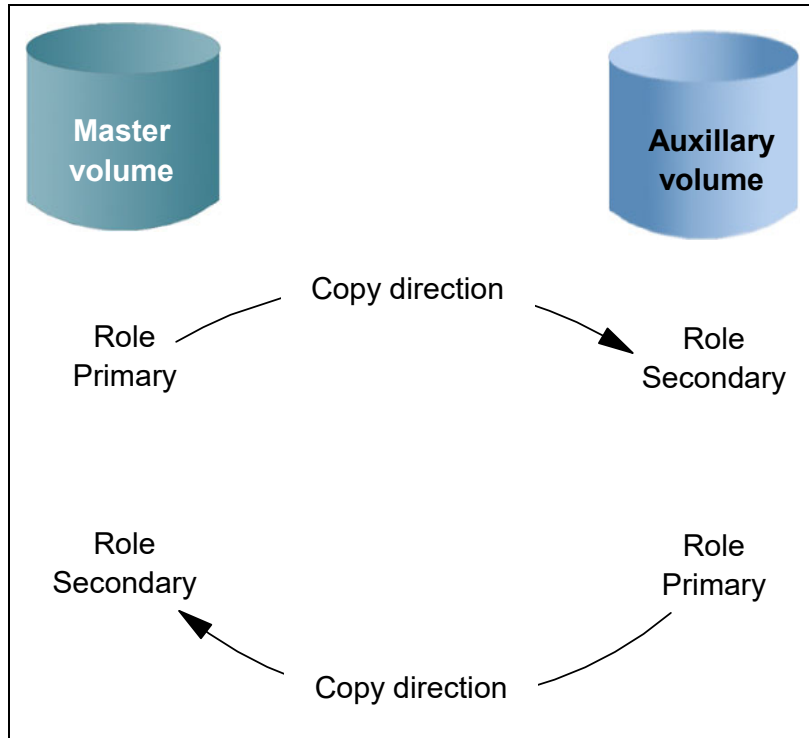 Master
volume
Auxillary
volume
Copy direction
Role
Primary
Role
Secondary
Role
Secondary
Role
Primary
Copy direction